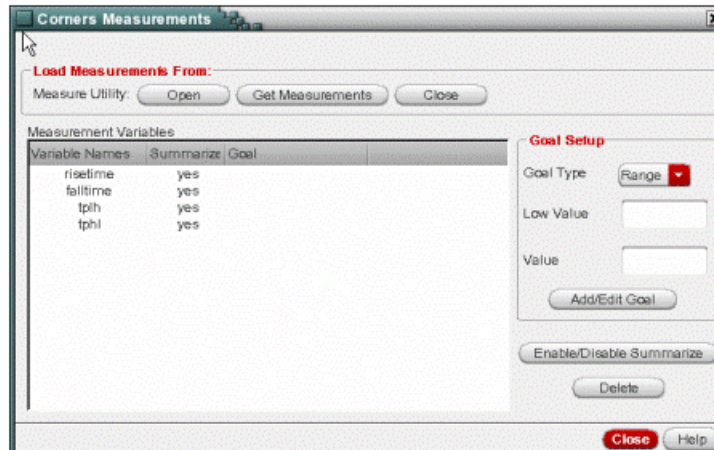 Corners Measurements
Load Measurements From:
Measure Utility: Open Get Measurements Close
Measurement Variables
Variable Names Summarize Goal
risetime yes
falltime yes
tplh yes
tphl yes
Goal Setup
Goal Type Range
Low Value
Value
Add/Edit Goal
Enable/Disable Summarize
Delete
Close Help